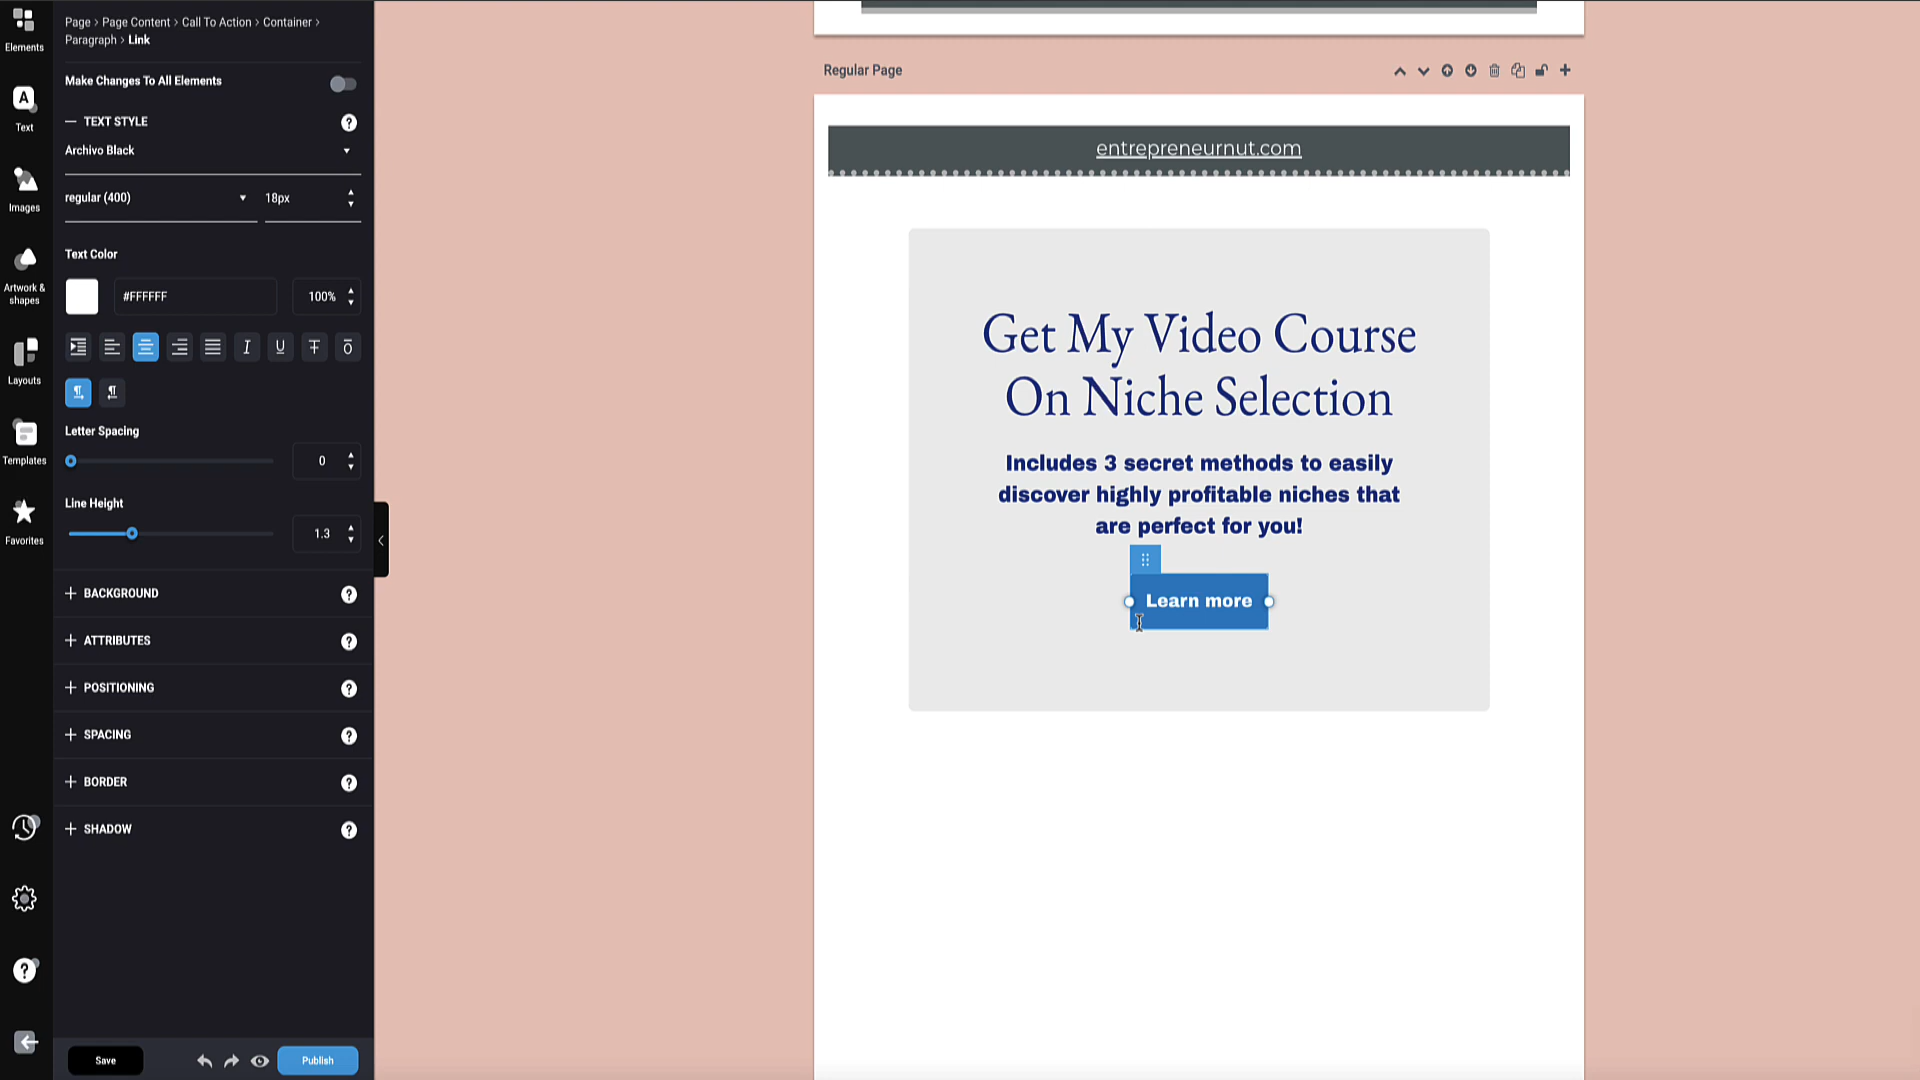 Elements
Text
Images
Artwork &
shapes
Layouts
Templates
Favorites
Page > Page Content > Call To Action > Container >
Paragraph > Link
Make Changes To All Elements
TEXT STYLE
Archivo Black
regular (400)
18px
Text Color
#FFFFFF
100%
Letter Spacing
0
Line Height
1.3
BACKGROUND
ATTRIBUTES
POSITIONING
SPACING
BORDER
SHADOW
Save
Publish
Regular Page
entrepreneurnut.com
Get My Video Course
On Niche Selection
Includes 3 secret methods to easily
discover highly profitable niches that
are perfect for you!
Learn more